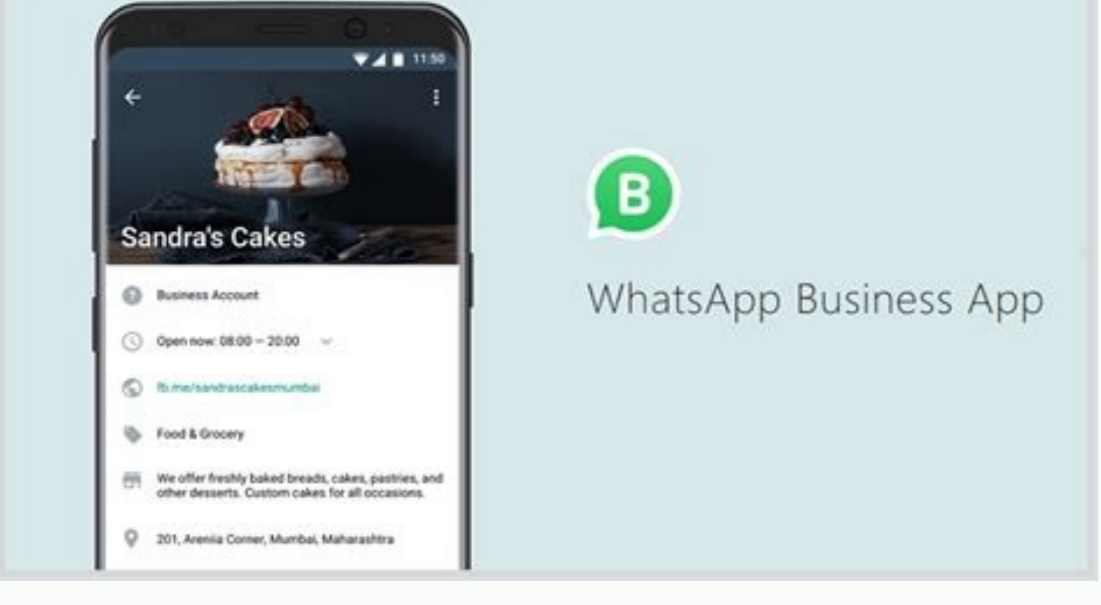 11:50
Sandra's Cakes
Business Account
Open now: 08:00 – 20:00
fb.me/sandrascakesmumbai
Food & Grocery
We offer freshly baked breads, cakes, pastries, and
other desserts. Custom cakes for all occasions.
201, Areniia Corner, Mumbai, Maharashtra
B
WhatsApp Business App